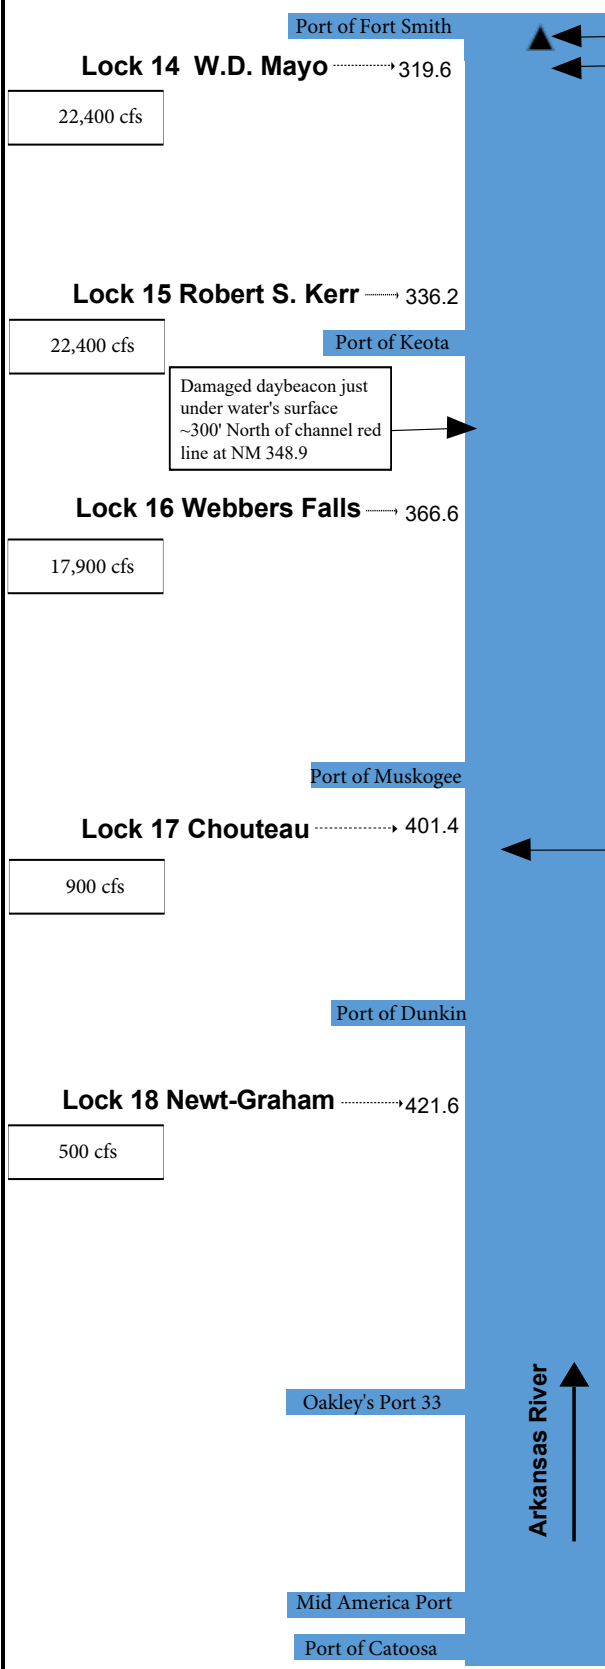 Port of Fort Smith
Lock 14 W.D. Mayo 319.6
22,400 cfs
Lock 15 Robert S. Kerr 336.2
22,400 cfs
Port of Keota
Damaged daybeacon just
under water's surface
~300' North of channel red
line at NM 348.9
Lock 16 Webbers Falls 366.6
17,900 cfs
Port of Muskogee
Lock 17 Chouteau 401.4
900 cfs
Port of Dunkin
Lock 18 Newt-Graham 421.6
500 cfs
Oakley's Port 33
Arkansas River
Mid America Port
Port of Catoosa